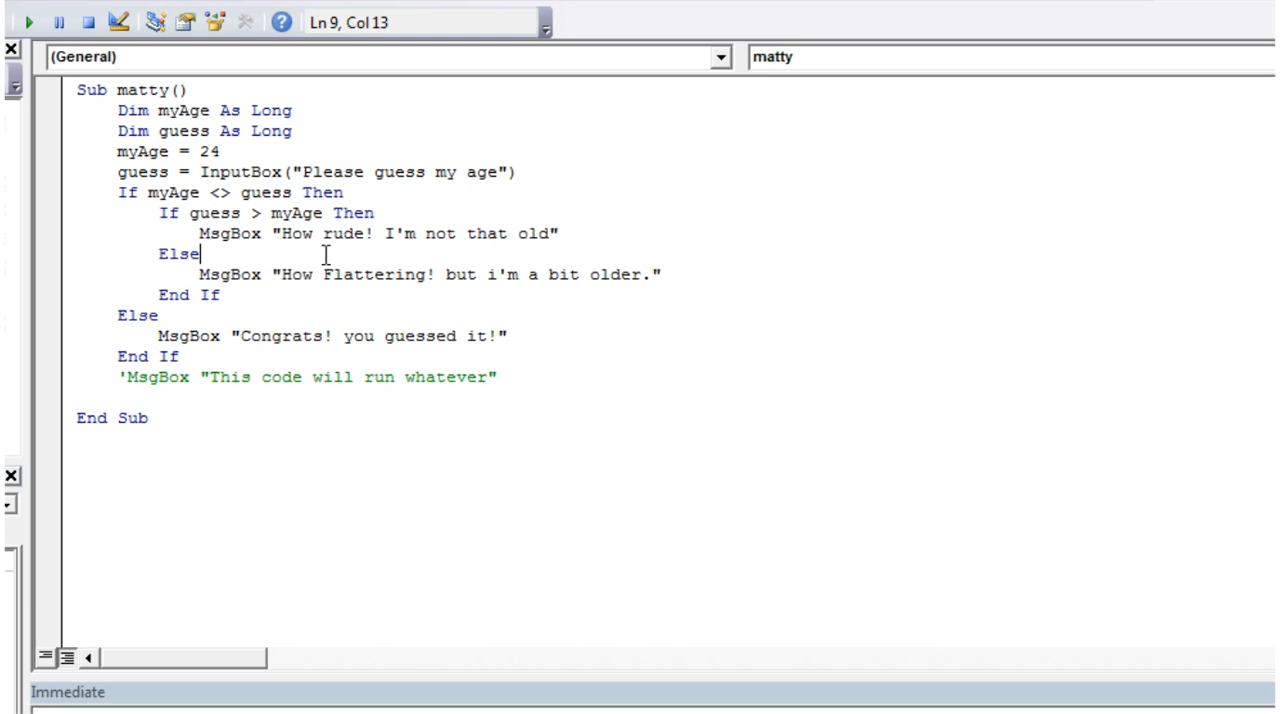 Ln 9, Col 13
(General)
matty
Sub matty()
Dim myAge As Long
Dim guess As Long
myAge = 24
guess = InputBox("Please guess my age")
If myAge <> guess Then
If guess > myAge Then
MsgBox "How rude! I'm not that old"
Else
MsgBox "How Flattering! but i'm a bit older."
End If
Else
MsgBox "Congrats! you guessed it!"
End If
'MsgBox "This code will run whatever"
End Sub
Immediate